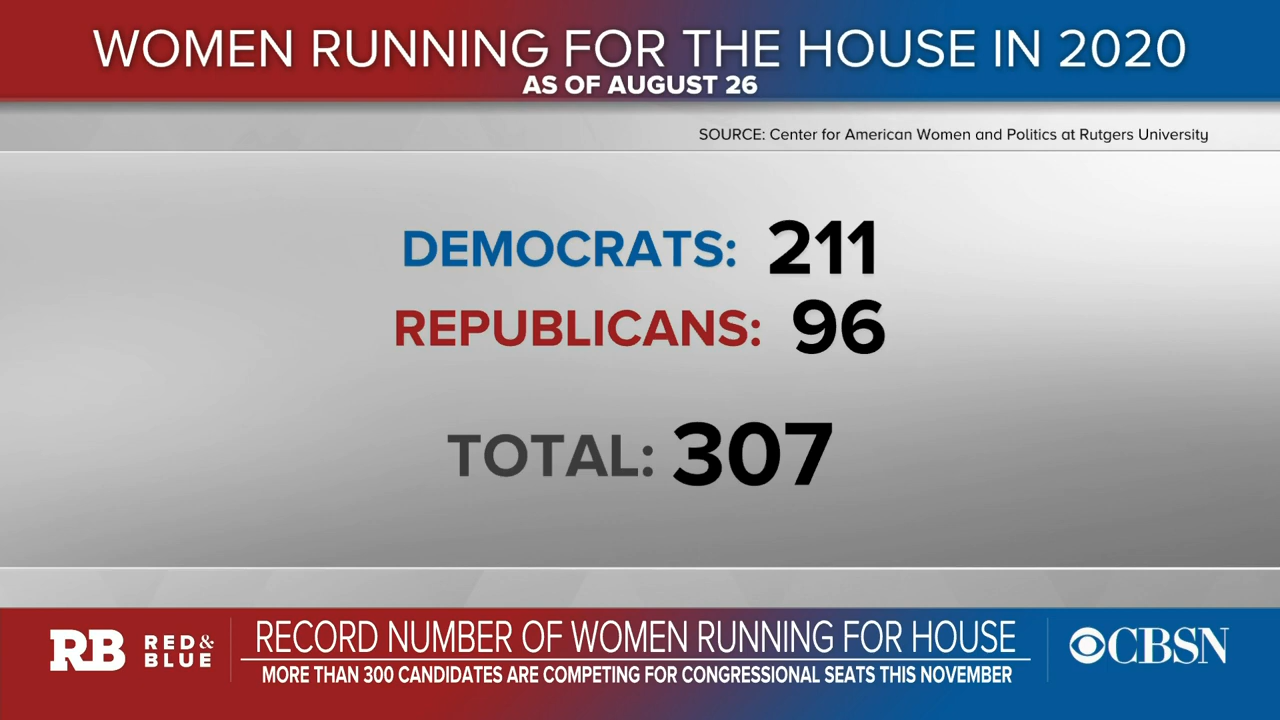 WOMEN RUNNING FOR THE HOUSE IN 2020
AS OF AUGUST 26
SOURCE: Center for American Women and Politics at Rutgers University
DEMOCRATS: 211
REPUBLICANS: 96
TOTAL: 307
RB RED & BLUE
RECORD NUMBER OF WOMEN RUNNING FOR HOUSE
MORE THAN 300 CANDIDATES ARE COMPETING FOR CONGRESSIONAL SEATS THIS NOVEMBER
CBSN